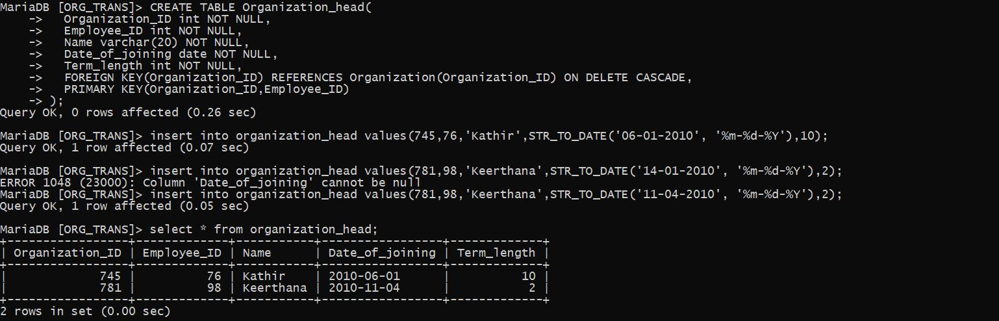 MariaDB [ORG_TRANS]> CREATE TABLE Organization_head(
    ->   Organization_ID int NOT NULL,
    ->   Employee_ID int NOT NULL,
    ->   Name varchar(20) NOT NULL,
    ->   Date_of_joining date NOT NULL,
    ->   Term_length int NOT NULL,
    ->   FOREIGN KEY(Organization_ID) REFERENCES Organization(Organization_ID) ON DELETE CASCADE,
    ->   PRIMARY KEY(Organization_ID,Employee_ID)
    -> );
Query OK, 0 rows affected (0.26 sec)

MariaDB [ORG_TRANS]> insert into organization_head values(745,76,'Kathir',STR_TO_DATE('06-01-2010', '%m-%d-%Y'),10);
Query OK, 1 row affected (0.07 sec)

MariaDB [ORG_TRANS]> insert into organization_head values(781,98,'Keerthana',STR_TO_DATE('14-01-2010', '%m-%d-%Y'),2);
ERROR 1048 (23000): Column 'Date_of_joining' cannot be null
MariaDB [ORG_TRANS]> insert into organization_head values(781,98,'Keerthana',STR_TO_DATE('11-04-2010', '%m-%d-%Y'),2);
Query OK, 1 row affected (0.05 sec)

MariaDB [ORG_TRANS]> select * from organization_head;
+-----------------+-------------+-----------+-----------------+-------------+
| Organization_ID | Employee_ID | Name      | Date_of_joining | Term_length |
+-----------------+-------------+-----------+-----------------+-------------+
|             745 |          76 | Kathir    | 2010-06-01      |          10 |
|             781 |          98 | Keerthana | 2010-11-04      |           2 |
+-----------------+-------------+-----------+-----------------+-------------+
2 rows in set (0.00 sec)